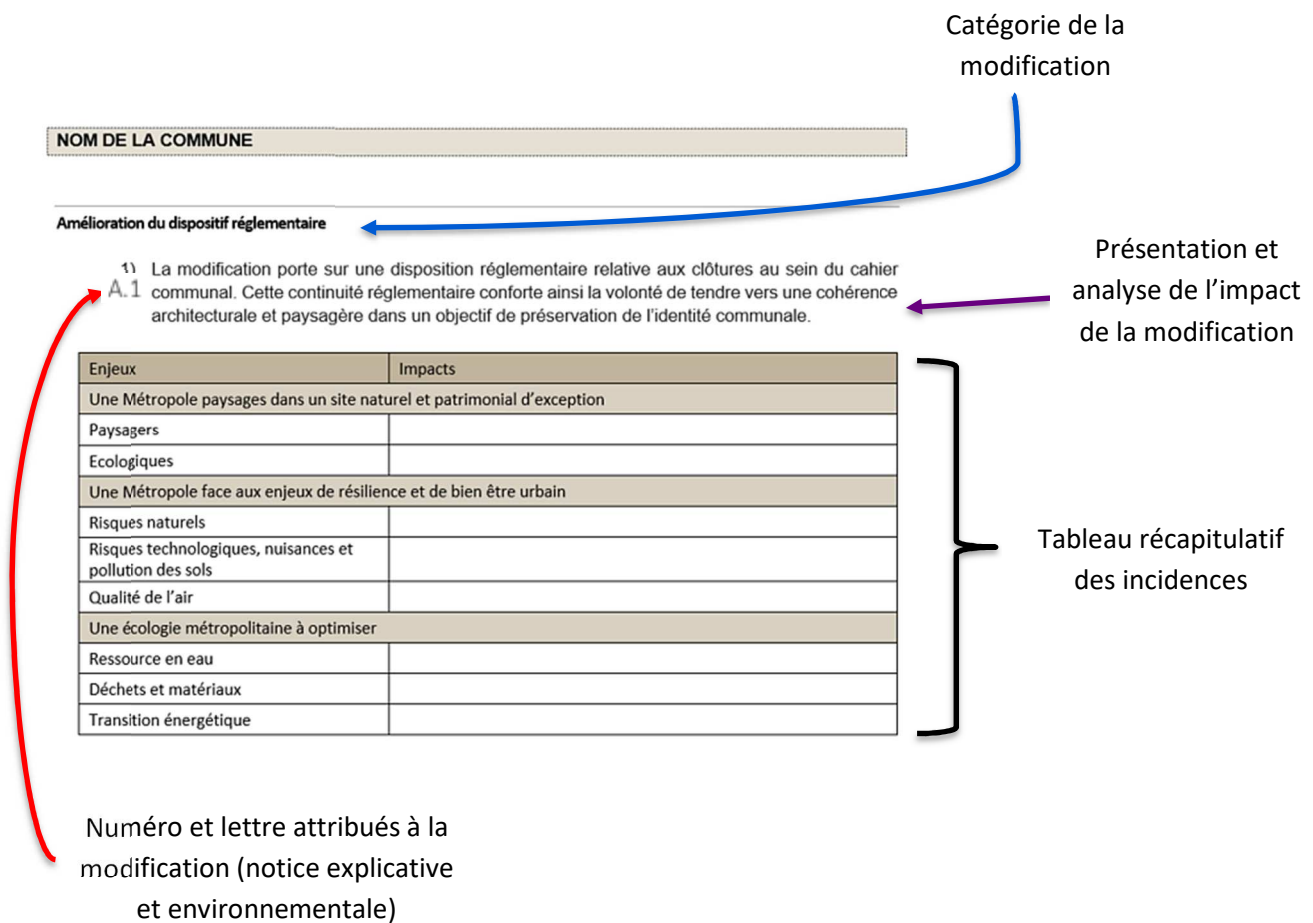 Catégorie de la
modification
NOM DE LA COMMUNE
Amélioration du dispositif réglementaire
1) La modification porte sur une disposition réglementaire relative aux clôtures au sein du cahier
A.1 communal. Cette continuité réglementaire conforte ainsi la volonté de tendre vers une cohérence
architecturale et paysagère dans un objectif de préservation de l'identité communale.
Présentation et
analyse de l’impact
de la modification
Enjeux Impacts
Une Métropole paysages dans un site naturel et patrimonial d’exception
Paysagers
Ecologiques
Une Métropole face aux enjeux de résilience et de bien être urbain
Risques naturels
Risques technologiques, nuisances et
pollution des sols
Qualité de l’air
Une écologie métropolitaine à optimiser
Ressource en eau
Déchets et matériaux
Transition énergétique
Tableau récapitulatif
des incidences
Numéro et lettre attribués à la
modification (notice explicative
et environnementale)